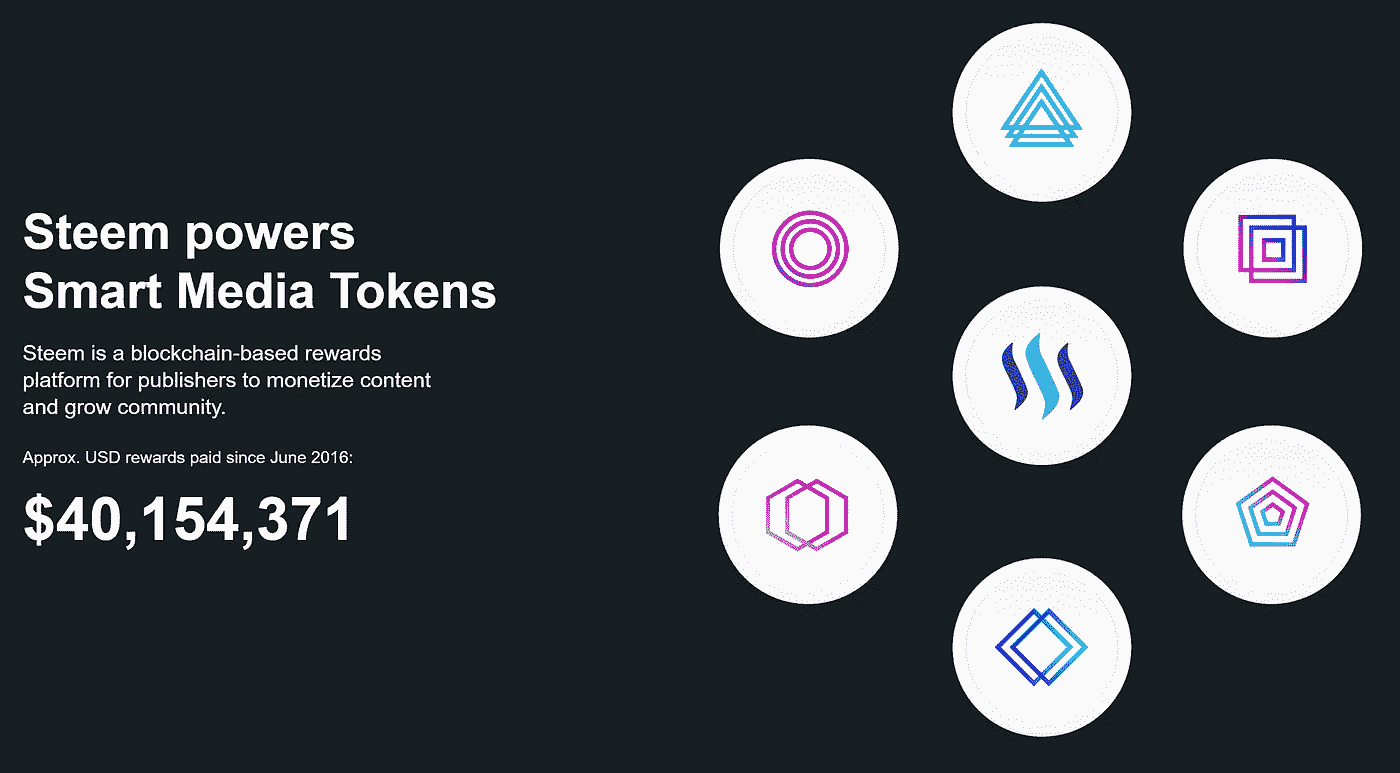 Steem powers
Smart Media Tokens
Steem is a blockchain-based rewards
platform for publishers to monetize content
and grow community.
Approx. USD rewards paid since June 2016:
$40,154,371